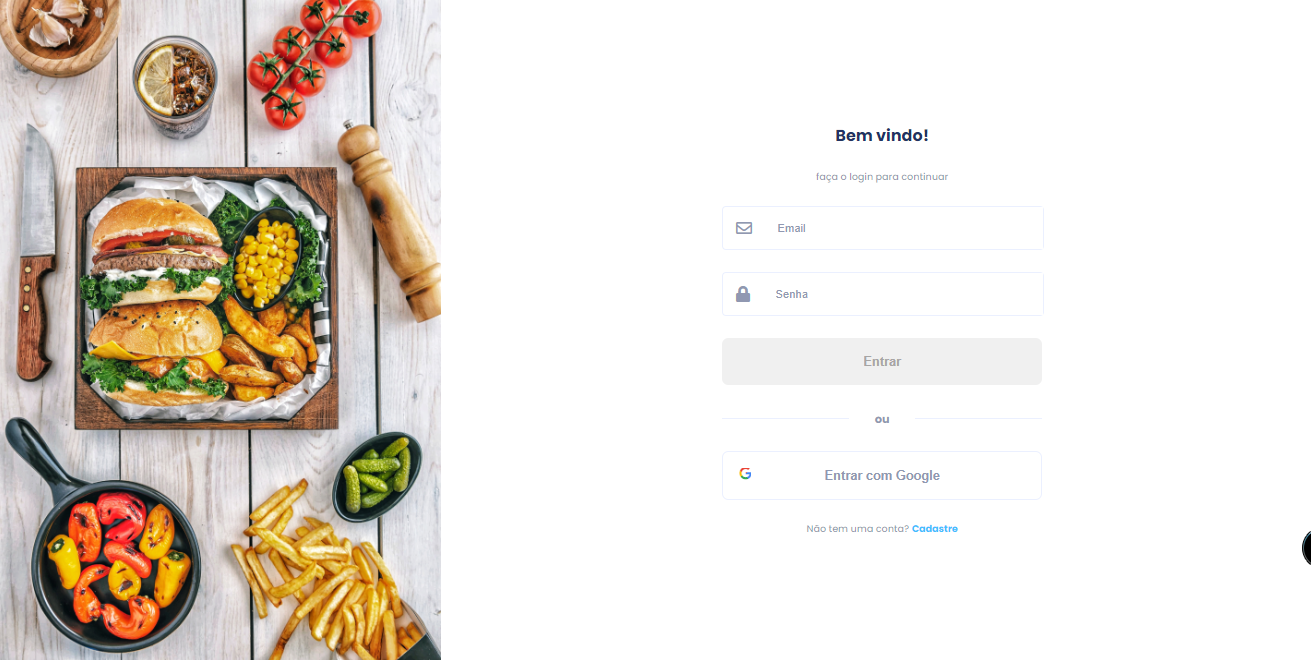 Bem vindo!
faça o login para continuar
Email
Senha
Entrar
ou
Entrar com Google
Não tem uma conta? Cadastre